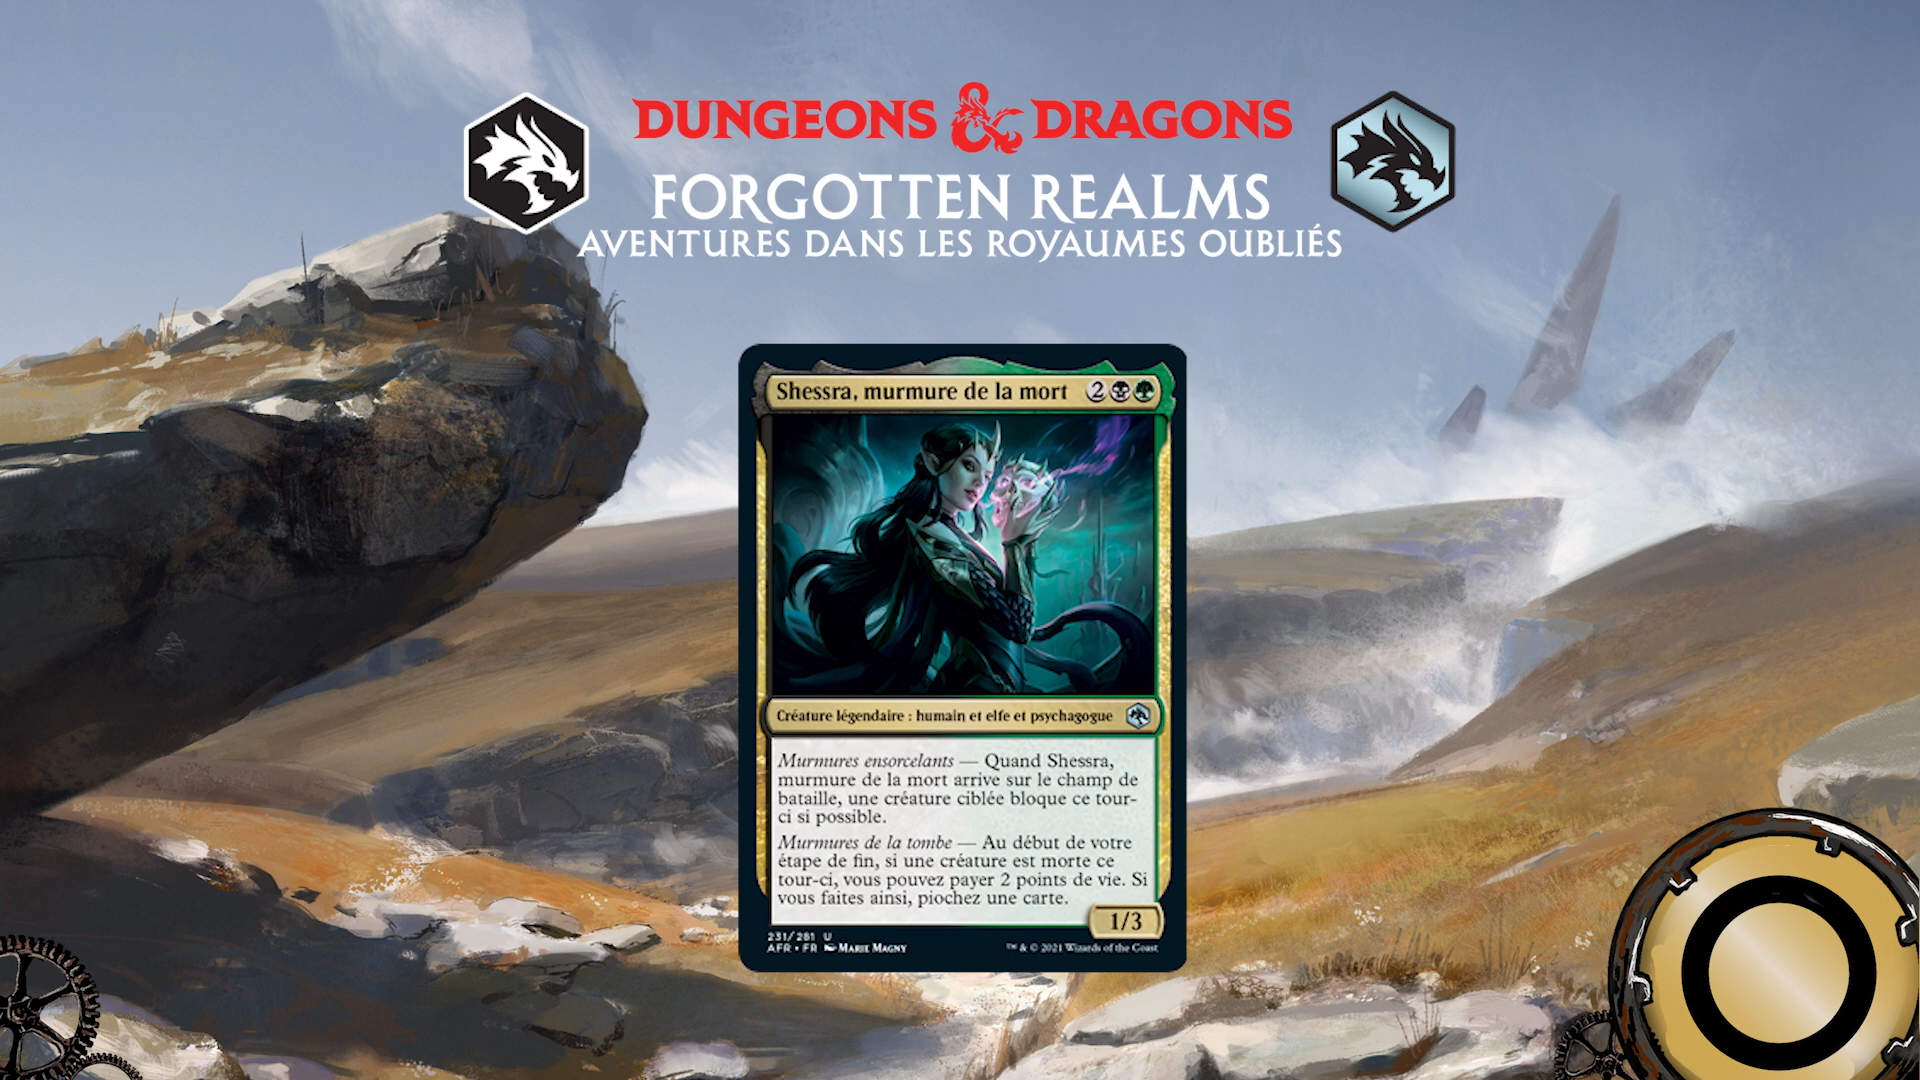 DUNGEONS & DRAGONS
FORGOTTEN REALMS
AVENTURES DANS LES ROYAUMES OUBLIÉS
Shessra, murmure de la mort 2
Créature légendaire : humain et elfe et psychagogue
Murmures ensorcelants — Quand Shessra,
murmure de la mort arrive sur le champ de
bataille, une créature ciblée bloque ce tour-
ci si possible.
Murmures de la tombe — Au début de votre
étape de fin, si une créature est morte ce
tour-ci, vous pouvez payer 2 points de vie. Si
vous faites ainsi, piochez une carte.
1/3
231/281 U
AFR • FR MARIE MAGNY
™ & © 2021 Wizards of the Coast